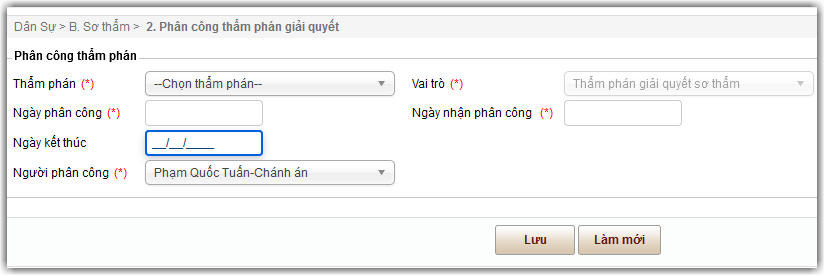 Dân Sự > B. Sơ thẩm > 2. Phân công thẩm phán giải quyết
Phân công thẩm phán
Thẩm phán (*) --Chọn thẩm phán-- Vai trò (*) Thẩm phán giải quyết sơ thẩm
Ngày phân công (*) Ngày nhận phân công (*)
Ngày kết thúc __/__/____
Người phân công (*) Phạm Quốc Tuấn-Chánh án
Lưu Làm mới